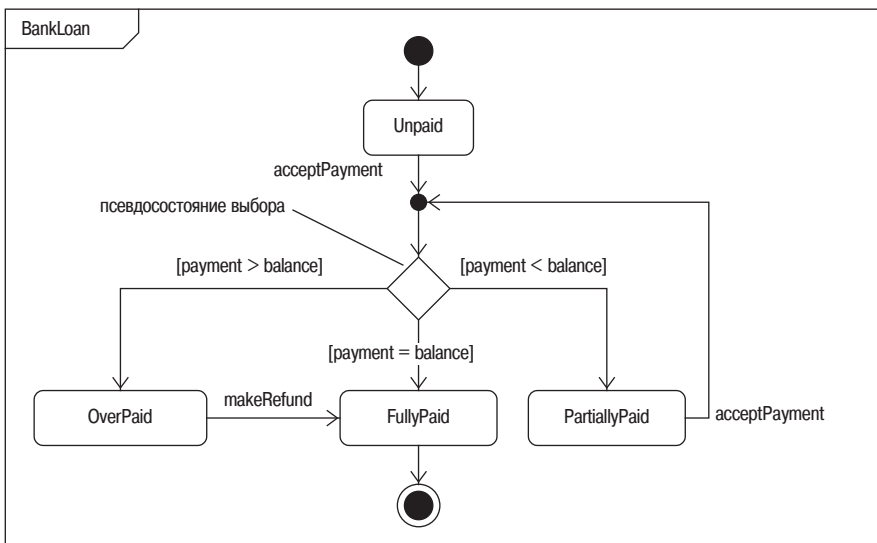 BankLoan
Unpaid
acceptPayment
псевдосостояние выбора
[payment > balance]
[payment < balance]
[payment = balance]
OverPaid
makeRefund
FullyPaid
PartiallyPaid
acceptPayment